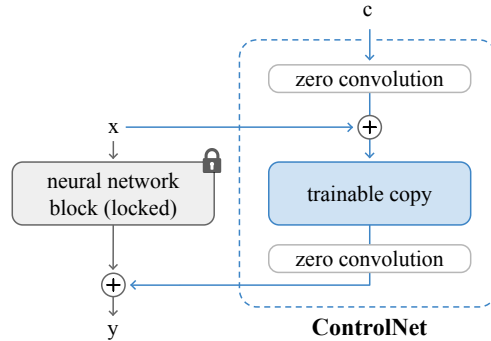 c
zero convolution
x
neural network
block (locked)
trainable copy
zero convolution
y
ControlNet